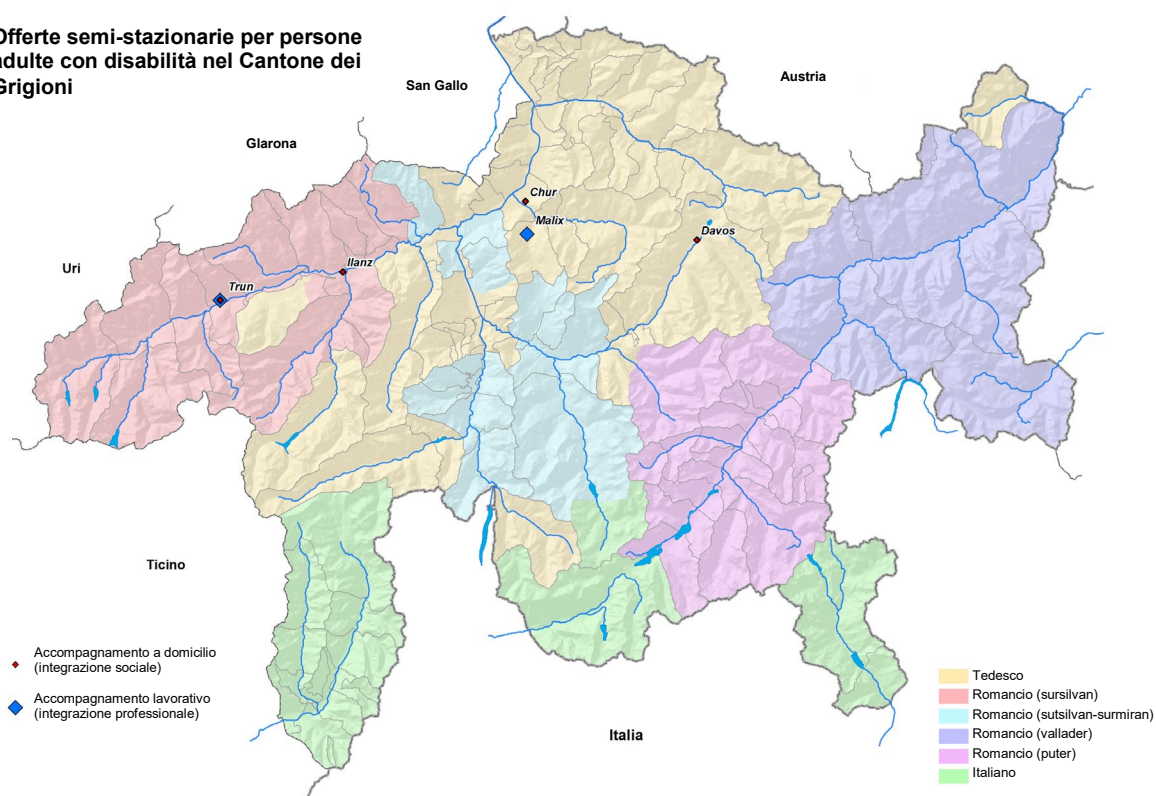 Offerte semi-stazionarie per persone
adulte con disabilità nel Cantone dei
Grigioni
San Gallo
Austria
Glarona
Uri
Chur
Malix
Davos
Ilanz
Trun
Ticino
Italia
Accompagnamento a domicilio
(integrazione sociale)
Accompagnamento lavorativo
(integrazione professionale)
Tedesco
Romancio (sursilvan)
Romancio (sutsilvan-surmiran)
Romancio (vallader)
Romancio (puter)
Italiano